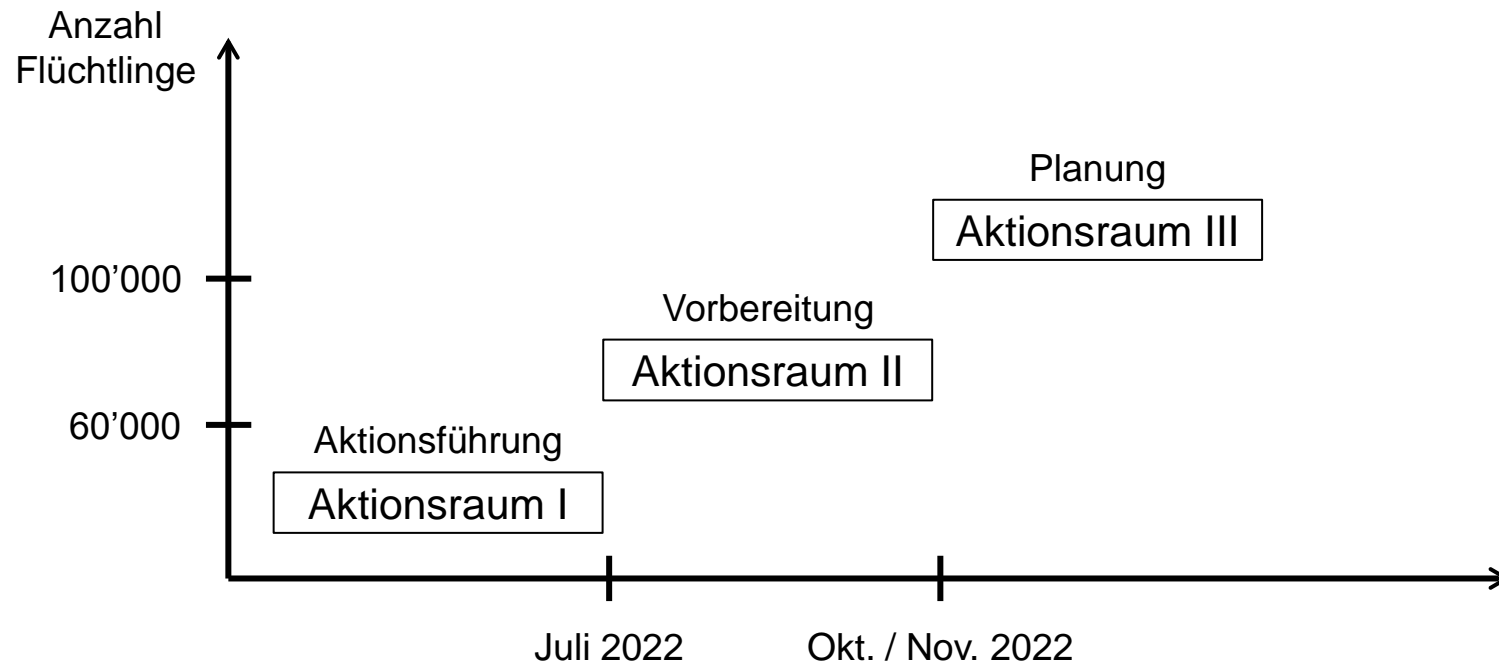 Anzahl
Flüchtlinge
Planung
Aktionsraum III
100’000
Vorbereitung
Aktionsraum II
60’000
Aktionsführung
Aktionsraum I
Juli 2022
Okt. / Nov. 2022